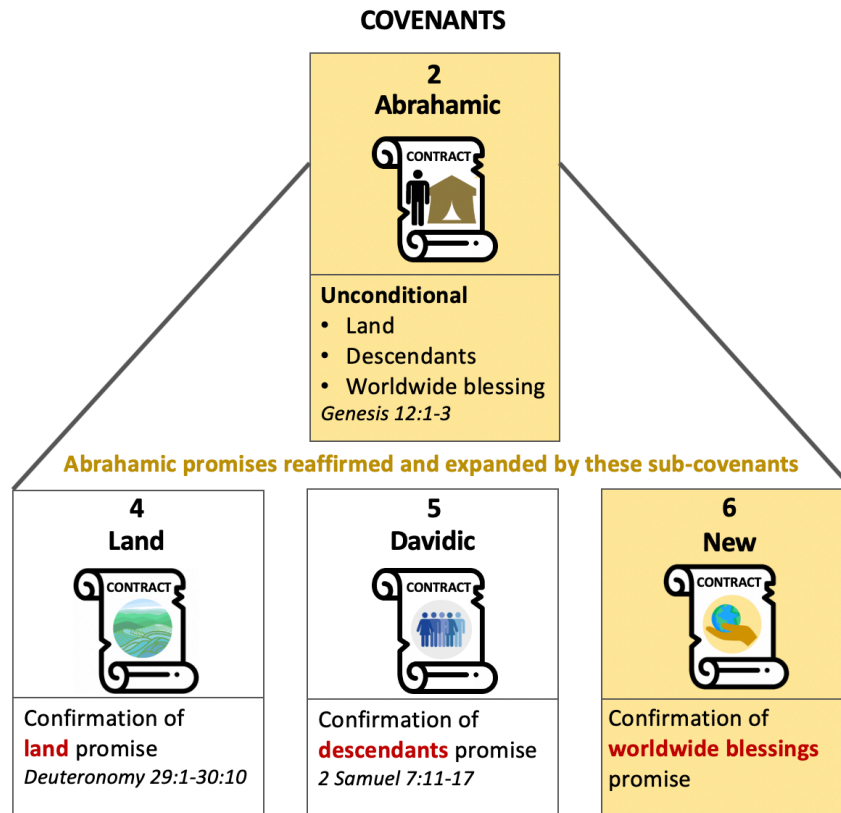 COVENANTS
2
Abrahamic
CONTRACT
Unconditional
• Land
• Descendants
• Worldwide blessing
Genesis 12:1-3
Abrahamic promises reaffirmed and expanded by these sub-covenants
4
Land
CONTRACT
Confirmation of
land promise
Deuteronomy 29:1-30:10
5
Davidic
CONTRACT
Confirmation of
descendants promise
2 Samuel 7:11-17
6
New
CONTRACT
Confirmation of
worldwide blessings
promise